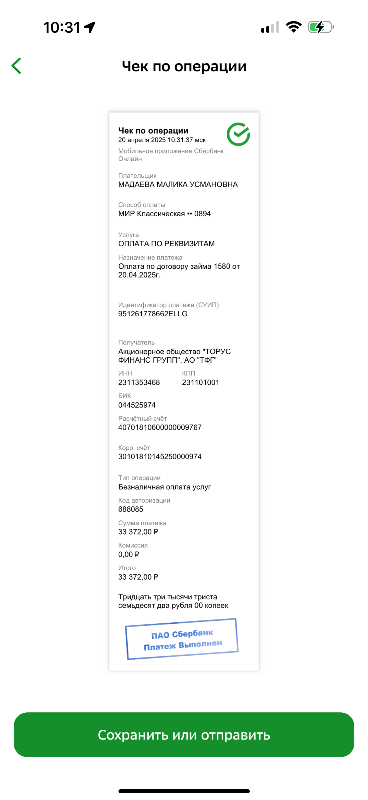 10:31
Чек по операции
Чек по операции
20 апреля 2025 10:31:37 мск
Мобильное приложение Сбербанк
Онлайн
Плательщик
МАДАЕВА МАЛИКА УСМАНОВНА
Способ оплаты
МИР Классическая •• 0894
Услуга
ОПЛАТА ПО РЕКВИЗИТАМ
Назначение платежа
Оплата по договору займа 1580 от
20.04.2025г.
Идентификатор платежа (СУИП)
951261778662ELLG
Получатель
Акционерное общество "ТОРУС
ФИНАНС ГРУПП". АО "ТФГ"
ИНН КПП
2311353468 231101001
БИК
044525974
Расчётный счёт
40701810600000009767
Корр. счёт
30101810145250000974
Тип операции
Безналичная оплата услуг
Код авторизации
688085
Сумма платежа
33 372,00 ₽
Комиссия
0,00 ₽
Итого
33 372,00 ₽
Тридцать три тысячи триста
семьдесят два рубля 00 копеек
ПАО Сбербанк
Платеж Выполнен
Сохранить или отправить